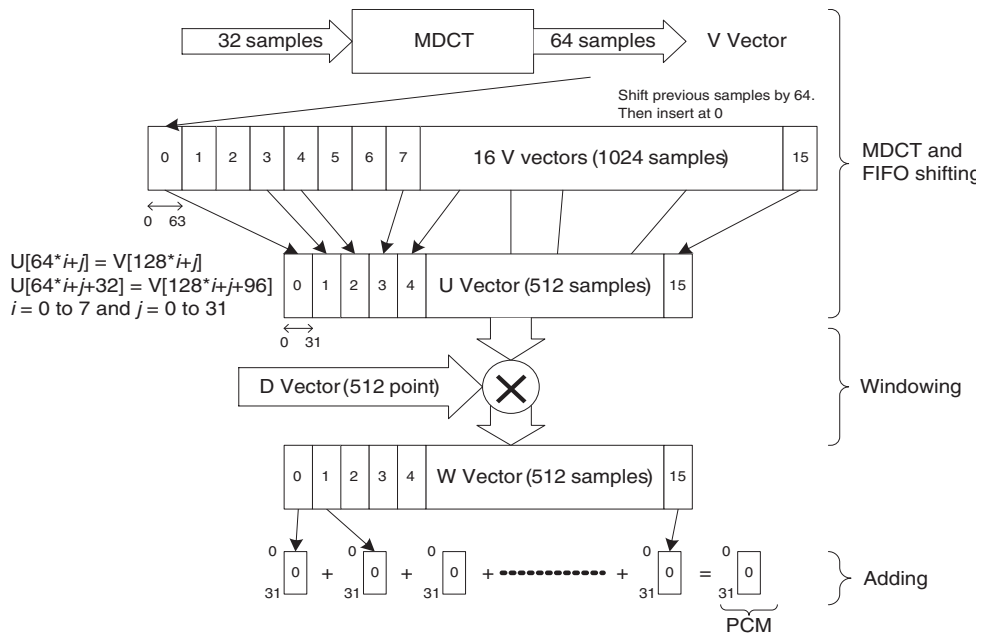 32 samples
MDCT
64 samples
V Vector
Shift previous samples by 64.
Then insert at 0
0 1 2 3 4 5 6 7 16 V vectors (1024 samples) 15
MDCT and
FIFO shifting
0 63
U[64*i+j] = V[128*i+j]
U[64*i+j+32] = V[128*i+j+96]
i = 0 to 7 and j = 0 to 31
0 1 2 3 4 U Vector (512 samples) 15
0 31
D Vector (512 point)
Windowing
0 1 2 3 4 W Vector (512 samples) 15
0 0 0 0 0
0 + 0 + 0 + + 0 = 0
31 31 31 31 31
Adding
PCM